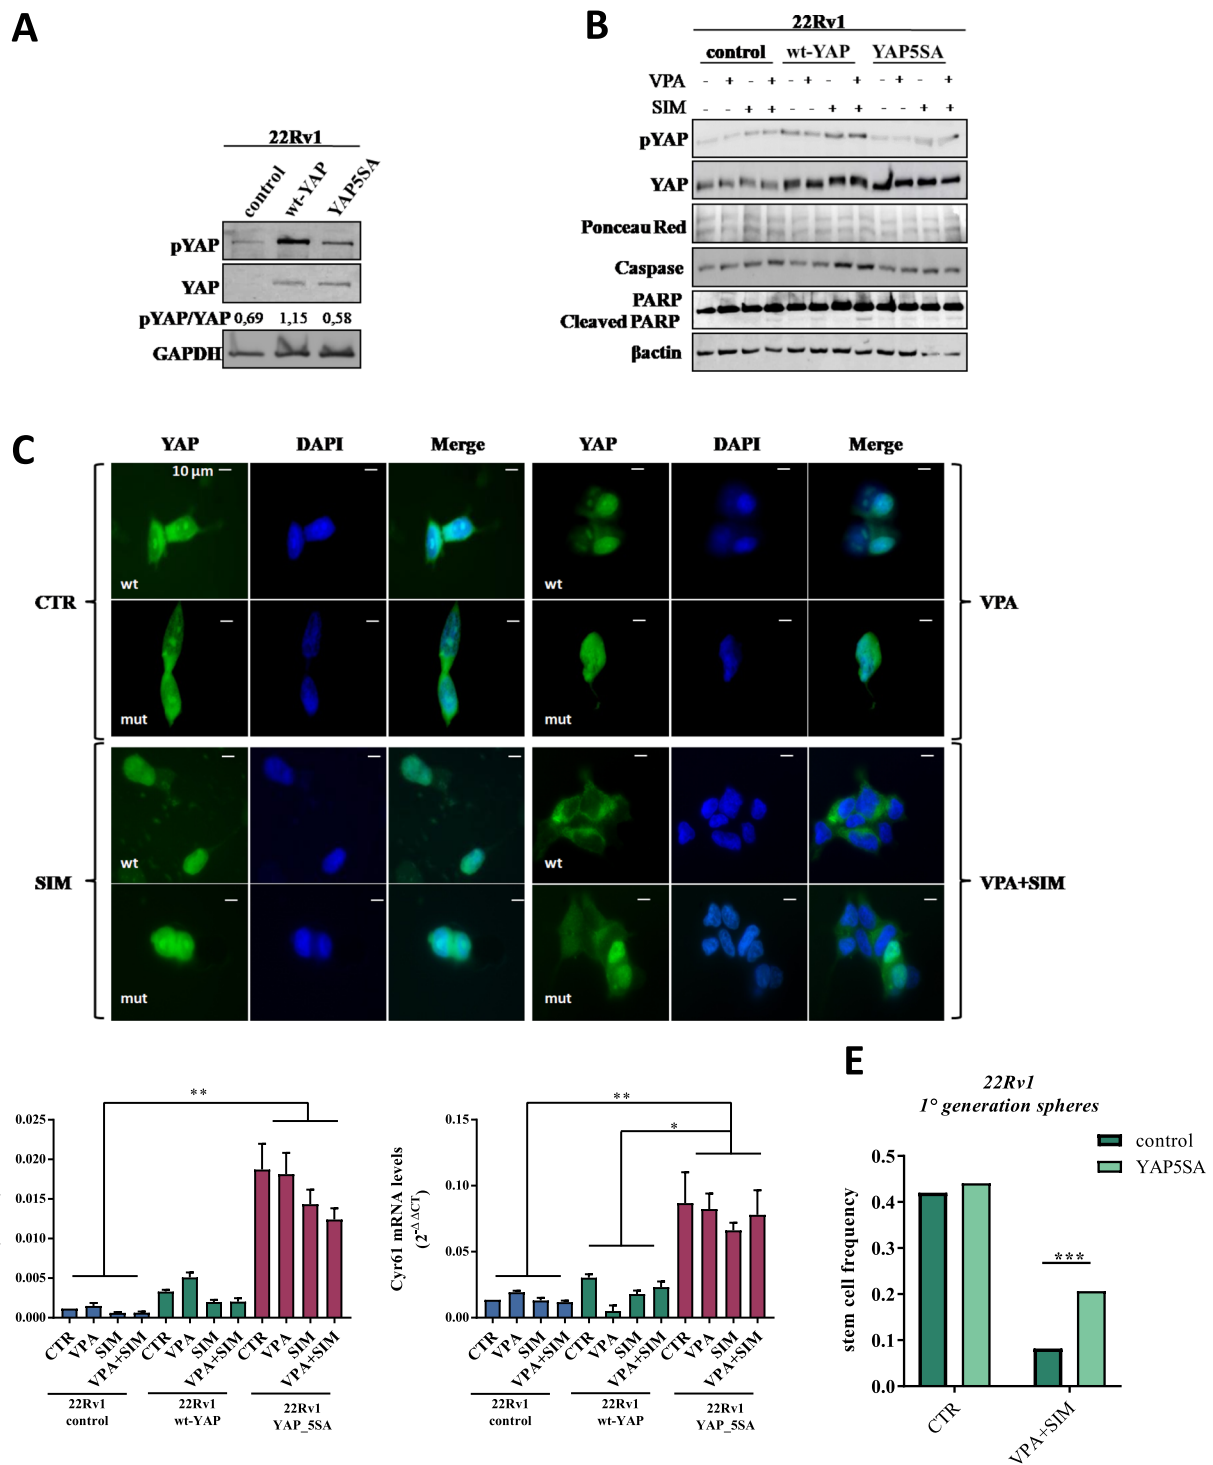 A
22Rv1
control wt-YAP YAP5SA
pYAP
YAP
pYAP/YAP 0,69 1,15 0,58
GAPDH
B
22Rv1
control wt-YAP YAP5SA
VPA - + - + - + - + - + - +
SIM - - + + - - + + - - + +
pYAP
YAP
Ponceau Red
Caspase
PARP
Cleaved PARP
βactin
C
YAP DAPI Merge YAP DAPI Merge
10 µm
wt wt
CTR VPA
mut mut
wt wt
SIM VPA+SIM
mut mut
**
0.025
0.020
0.015
0.010
0.005
0.000
CTR VPA SIM VPA+SIM CTR VPA SIM VPA+SIM CTR VPA SIM VPA+SIM
22Rv1 control
22Rv1 wt-YAP
22Rv1 YAP_5SA
**
*
Cyr61 mRNA levels
(2-ΔΔCT)
0.15
0.10
0.05
0.00
CTR VPA SIM VPA+SIM CTR VPA SIM VPA+SIM CTR VPA SIM VPA+SIM
22Rv1 control
22Rv1 wt-YAP
22Rv1 YAP_5SA
E
22Rv1
1° generation spheres
control
YAP5SA
stem cell frequency
0.5
0.4
0.3
0.2
0.1
0.0
***
CTR VPA+SIM